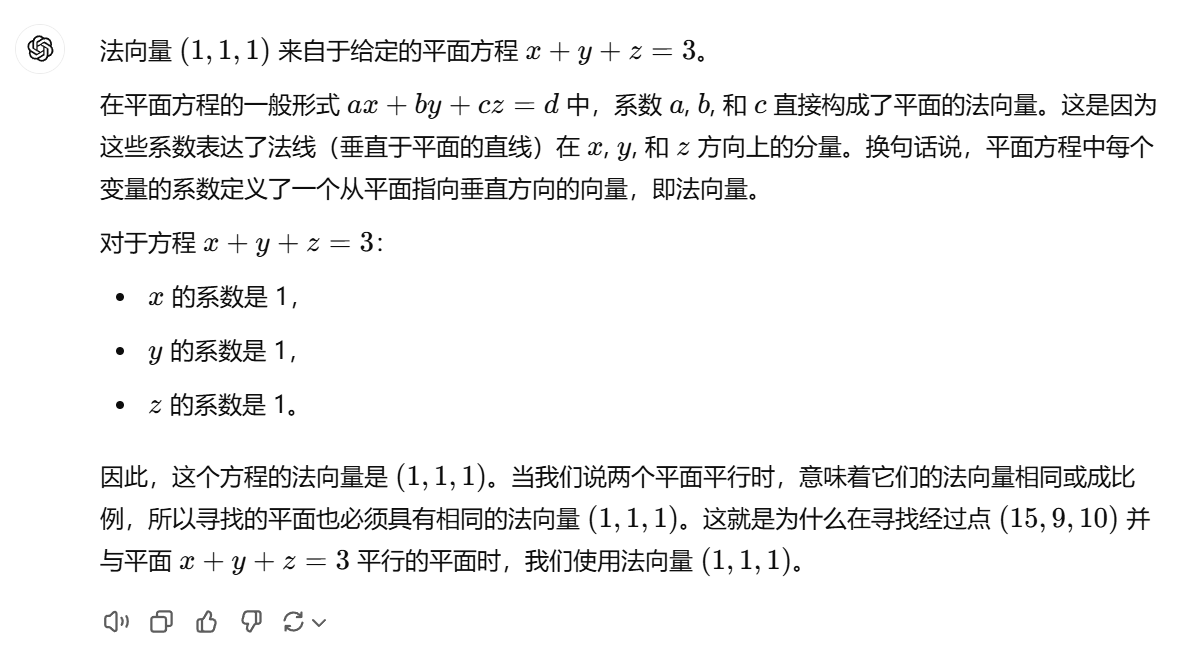 法向量 (1, 1, 1) 来自于给定的平面方程 x + y + z = 3。
在平面方程的一般形式 ax + by + cz = d 中，系数 a, b, 和 c 直接构成了平面的法向量。这是因为
这些系数表达了法线（垂直于平面的直线）在 x, y, 和 z 方向上的分量。换句话说，平面方程中每个
变量的系数定义了一个从平面指向垂直方向的向量，即法向量。
对于方程 x + y + z = 3：
• x 的系数是 1，
• y 的系数是 1，
• z 的系数是 1。
因此，这个方程的法向量是 (1, 1, 1)。当我们说两个平面平行时，意味着它们的法向量相同或成比
例，所以寻找的平面也必须具有相同的法向量 (1, 1, 1)。这就是为什么在寻找经过点 (15, 9, 10) 并
与平面 x + y + z = 3 平行的平面时，我们使用法向量 (1, 1, 1)。